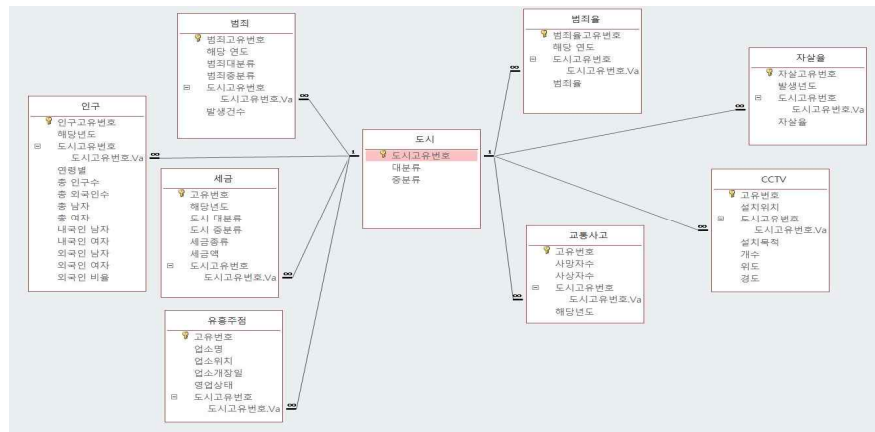 범죄
범죄고유번호
해당 연도
범죄대분류
범죄중분류
도시고유번호
도시고유번호.Va
발생건수
범죄율
범죄율고유번호
해당 연도
도시고유번호
도시고유번호.Va
범죄율
자살율
자살고유번호
발생년도
도시고유번호
도시고유번호.Va
자살율
인구
인구고유번호
해당년도
도시고유번호
도시고유번호.Va
연령별
총 인구수
총 외국인수
총 남자
총 여자
내국인 남자
내국인 여자
외국인 남자
외국인 여자
외국인 비율
도시
도시고유번호
대분류
중분류
세금
고유번호
해당년도
도시 대분류
도시 중분류
세금종류
세금액
도시고유번호
도시고유번호.Va
CCTV
고유번호
설치위치
도시고유번호
도시고유번호.Va
설치목적
개수
위도
경도
교통사고
고유번호
사망자수
사상자수
도시고유번호
도시고유번호.Va
해당년도
유흥주점
고유번호
업소명
업소위치
업소개장일
영업상태
도시고유번호
도시고유번호.Va
1
1
∞
∞
∞
∞
∞
∞
∞
∞